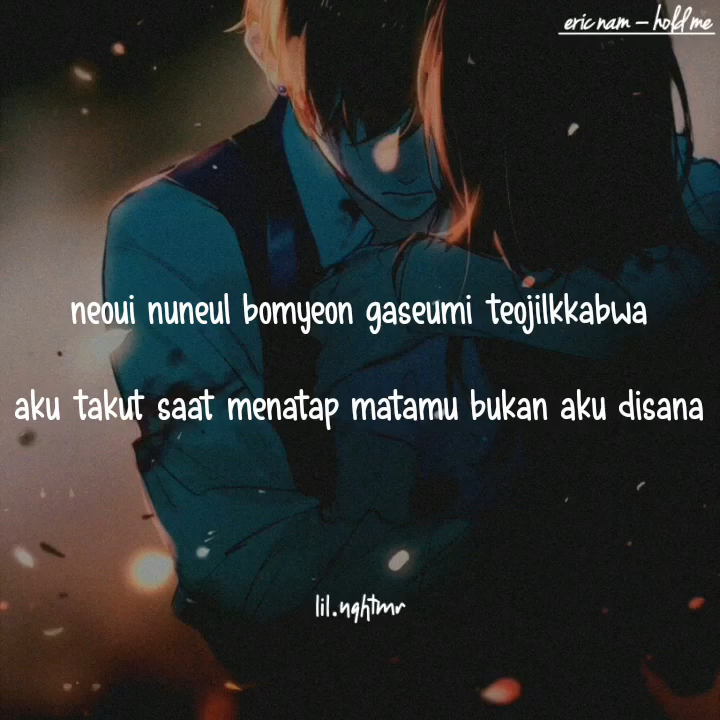 eric nam - hold me
neoui nuneul bomyeon gaseumi teojilkkabwa
aku takut saat menatap matamu bukan aku disana
lil.nghtmr